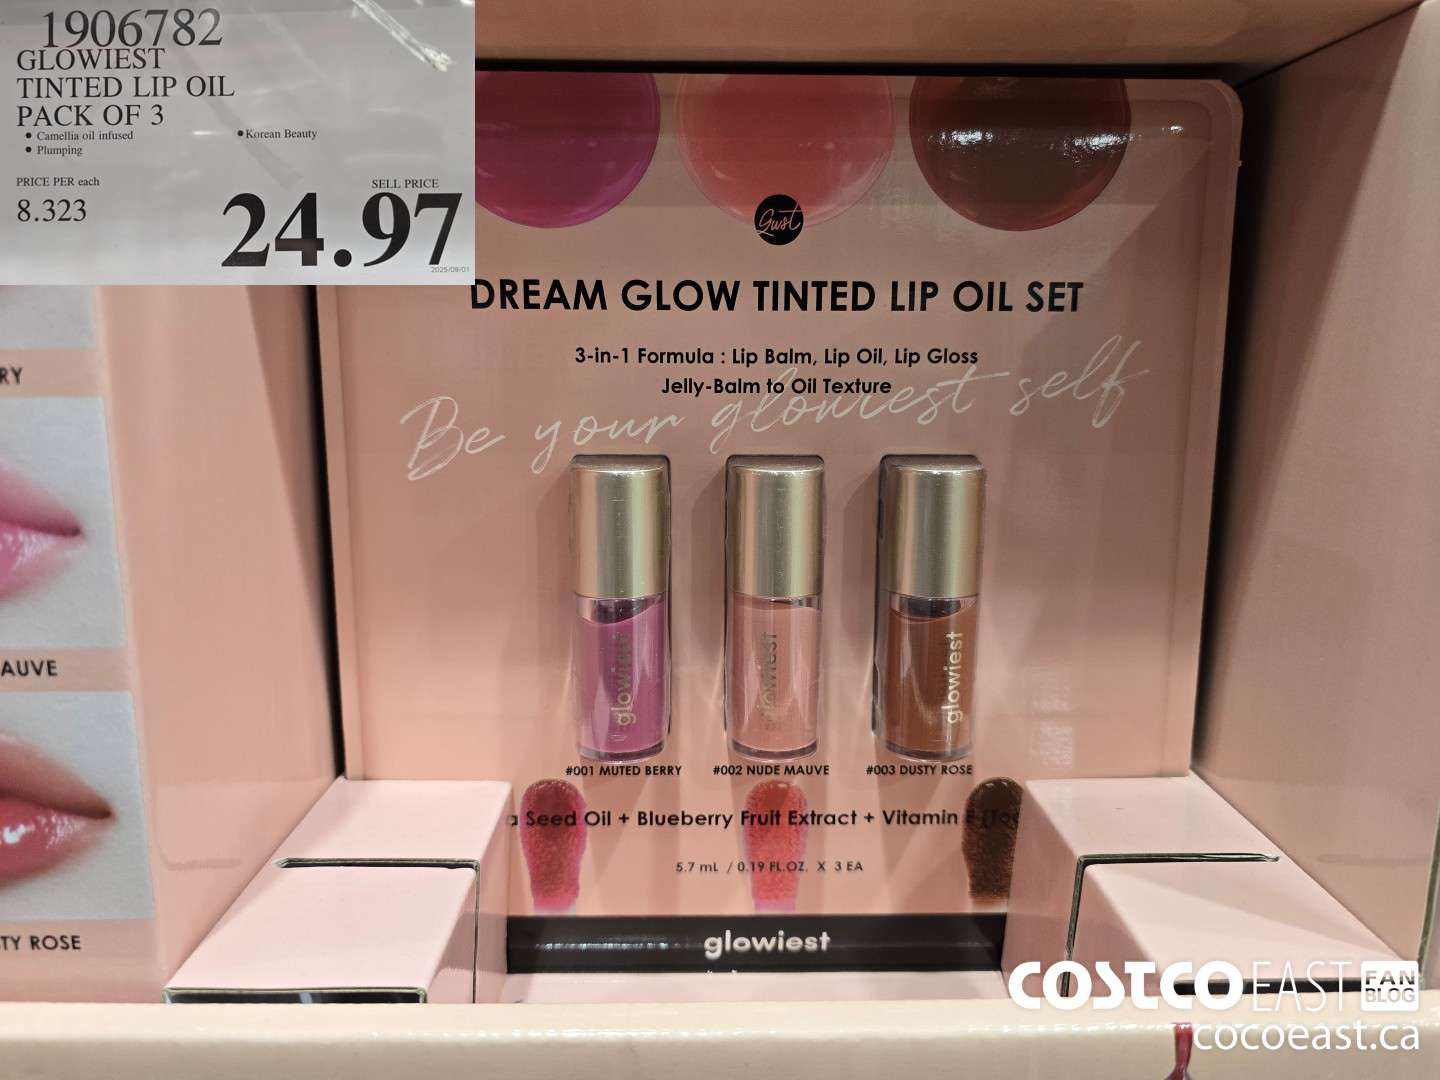 1906782
GLOWIEST
TINTED LIP OIL
PACK OF 3
• Camellia oil infused
• Korean Beauty
• Plumping
PRICE PER each
SELL PRICE
8.323
24.97
2025/09/01
Gwst
DREAM GLOW TINTED LIP OIL SET
3-in-1 Formula : Lip Balm, Lip Oil, Lip Gloss
Jelly-Balm to Oil Texture
Be your glowiest self
glowiest
glowiest
glowiest
#001 MUTED BERRY
#002 NUDE MAUVE
#003 DUSTY ROSE
a Seed Oil + Blueberry Fruit Extract + Vitamin E (Toc
5.7 mL / 0.19 FL.OZ. X 3 EA
glowiest
RY
AUVE
TY ROSE
COSTCO EAST FAN
BLOG
cocoeast.ca